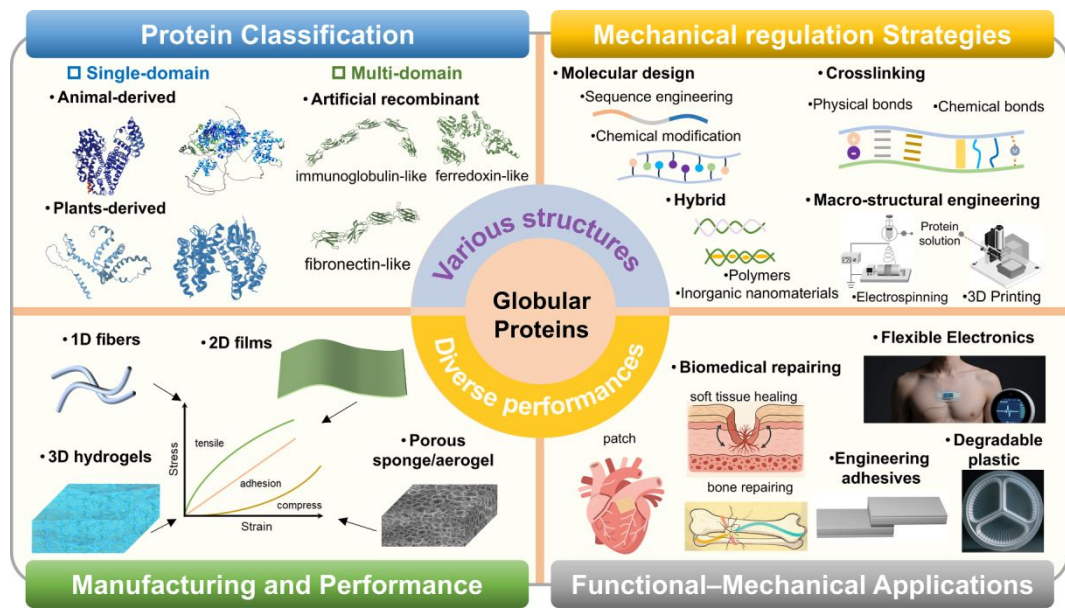 Protein Classification
Single-domain
Multi-domain
•Animal-derived
•Artificial recombinant
immunoglobulin-like
ferredoxin-like
•Plants-derived
fibronectin-like
Mechanical regulation Strategies
•Molecular design
•Sequence engineering
•Chemical modification
•Crosslinking
•Physical bonds
•Chemical bonds
•Hybrid
•Polymers
•Inorganic nanomaterials
•Macro-structural engineering
Protein
solution
•Electrospinning
•3D Printing
Various structures
Globular
Proteins
Diverse performances
•1D fibers
•2D films
•3D hydrogels
•Porous
sponge/aerogel
Stress
tensile
adhesion
compress
Strain
Manufacturing and Performance
•Flexible Electronics
•Biomedical repairing
soft tissue healing
patch
bone repairing
•Engineering
adhesives
•Degradable
plastic
Functional–Mechanical Applications